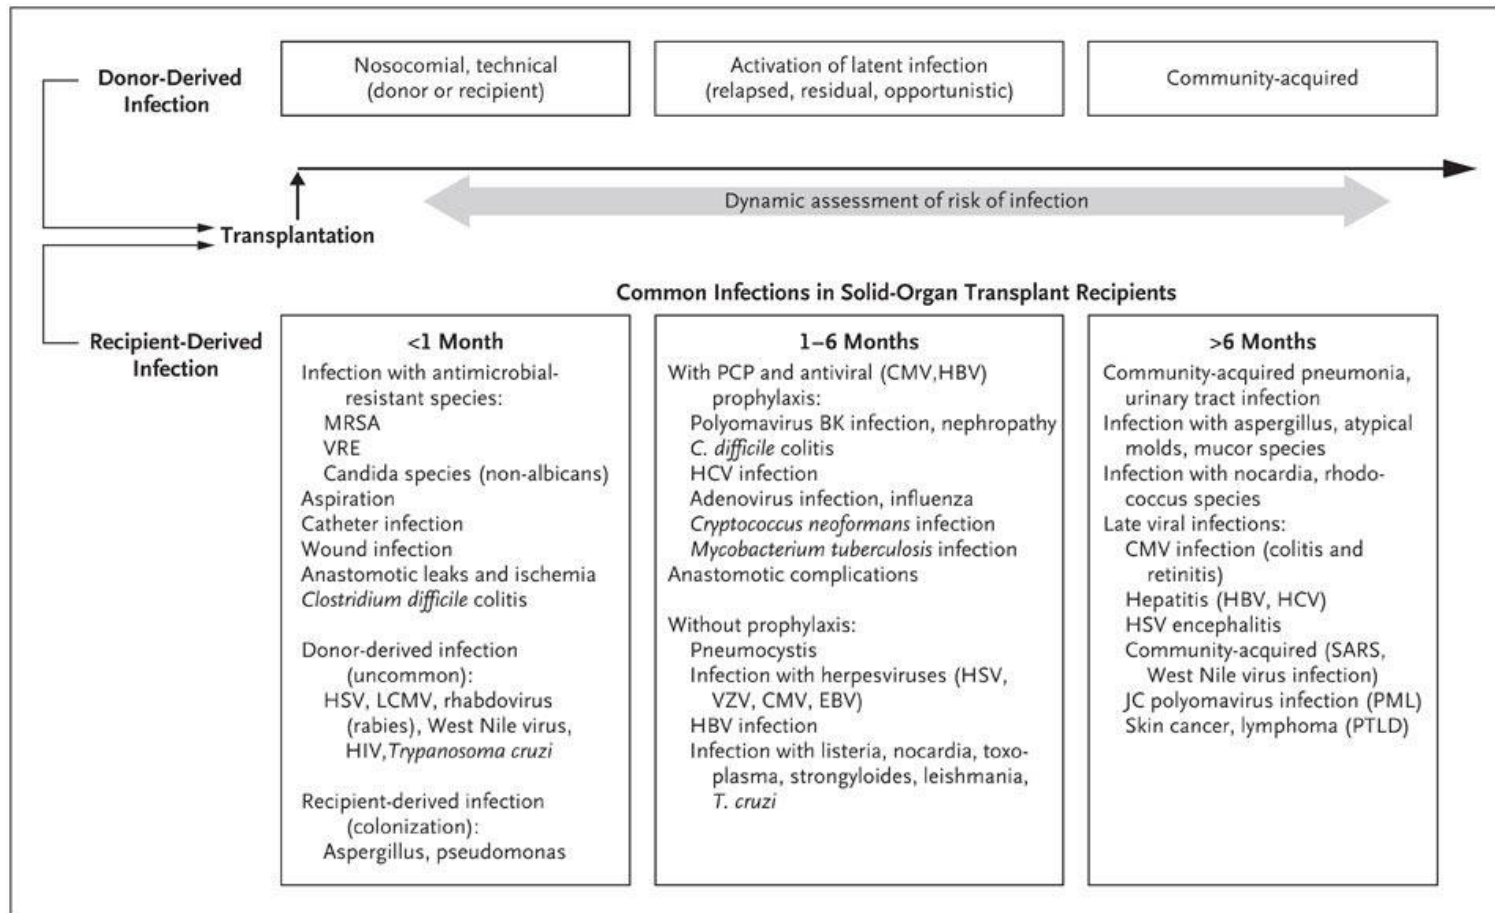 Donor-Derived
Infection
Nosocomial, technical
(donor or recipient)
Activation of latent infection
(relapsed, residual, opportunistic)
Community-acquired
Dynamic assessment of risk of infection
Transplantation
Common Infections in Solid-Organ Transplant Recipients
Recipient-Derived
Infection
<1 Month
Infection with antimicrobial-
resistant species:
MRSA
VRE
Candida species (non-albicans)
Aspiration
Catheter infection
Wound infection
Anastomotic leaks and ischemia
Clostridium difficile colitis
Donor-derived infection
(uncommon):
HSV, LCMV, rhabdovirus
(rabies), West Nile virus,
HIV, Trypanosoma cruzi
Recipient-derived infection
(colonization):
Aspergillus, pseudomonas
1–6 Months
With PCP and antiviral (CMV,HBV)
prophylaxis:
Polyomavirus BK infection, nephropathy
C. difficile colitis
HCV infection
Adenovirus infection, influenza
Cryptococcus neoformans infection
Mycobacterium tuberculosis infection
Anastomotic complications
Without prophylaxis:
Pneumocystis
Infection with herpesviruses (HSV,
VZV, CMV, EBV)
HBV infection
Infection with listeria, nocardia, toxo-
plasma, strongyloides, leishmania,
T. cruzi
>6 Months
Community-acquired pneumonia,
urinary tract infection
Infection with aspergillus, atypical
molds, mucor species
Infection with nocardia, rhodo-
coccus species
Late viral infections:
CMV infection (colitis and
retinitis)
Hepatitis (HBV, HCV)
HSV encephalitis
Community-acquired (SARS,
West Nile virus infection)
JC polyomavirus infection (PML)
Skin cancer, lymphoma (PTLD)